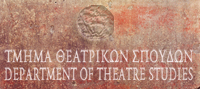 ΤΜΗΜΑ ΘΕΑΤΡΙΚΩΝ ΣΠΟΥΔΩΝ
DEPARTMENT OF THEATRE STUDIES